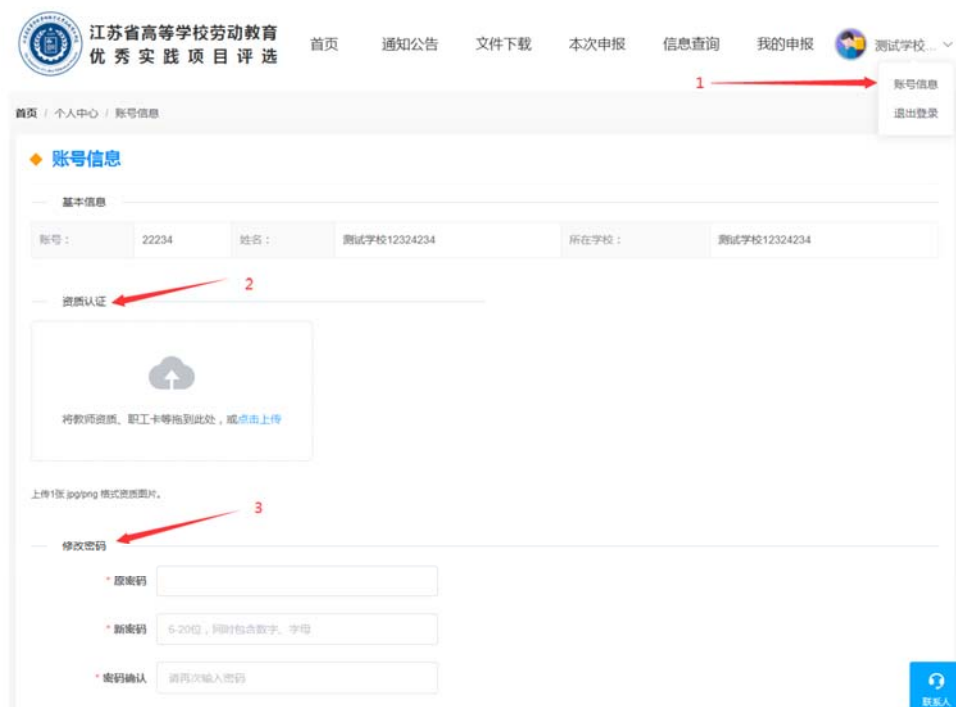 江苏省高等学校劳动教育
优秀实践项目评选
首页 通知公告 文件下载 本次申报 信息查询 我的申报 测试学校...
1
账号信息
退出登录
首页 / 个人中心 / 账号信息
账号信息
基本信息
账号： 22234 姓名： 测试学校12324234 所在学校： 测试学校12324234
2
资质认证
将教师资质、职工卡等拖到此处，或点击上传
上传1张 jpg/png 格式资质图片。
3
修改密码
* 原密码
* 新密码 6-20位，同时包含数字、字母
* 密码确认 请再次输入密码
联系人